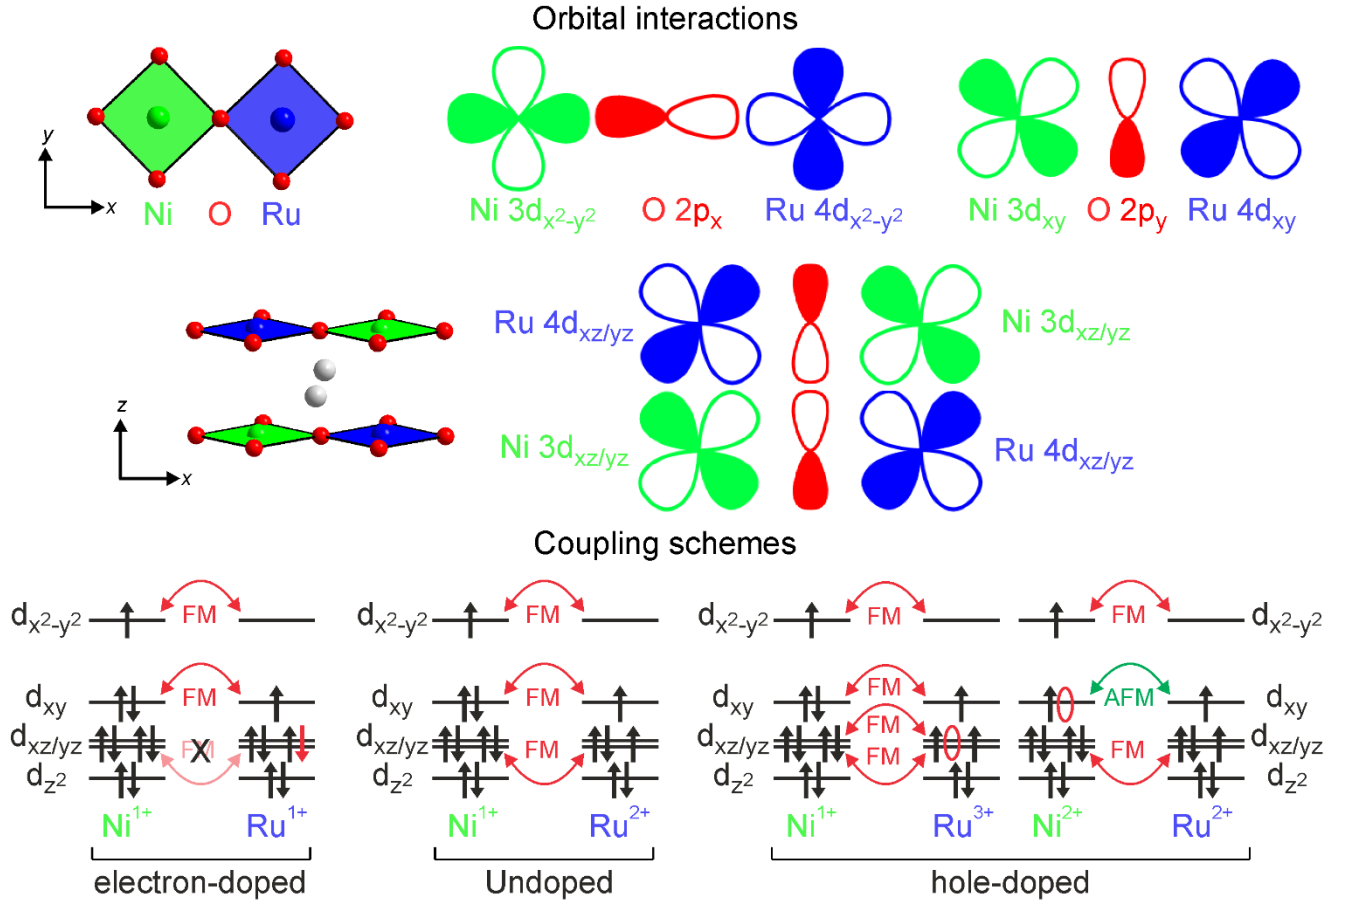 Orbital interactions
y
x
Ni O Ru
Ni 3dx²-y² O 2px Ru 4dx²-y²
Ni 3dxy O 2py Ru 4dxy
z
x
Ru 4dxz/yz Ni 3dxz/yz
Ni 3dxz/yz Ru 4dxz/yz
Coupling schemes
dx²-y² FM dx²-y² FM dx²-y² FM FM dx²-y²
dxy FM dxy FM dxy FM AFM dxy
FM
dxz/yz FM X dxz/yz FM dxz/yz FM FM dxz/yz
dz² dz² dz² dz²
Ni1+ Ru1+ Ni1+ Ru2+ Ni1+ Ru3+ Ni2+ Ru2+
electron-doped Undoped hole-doped